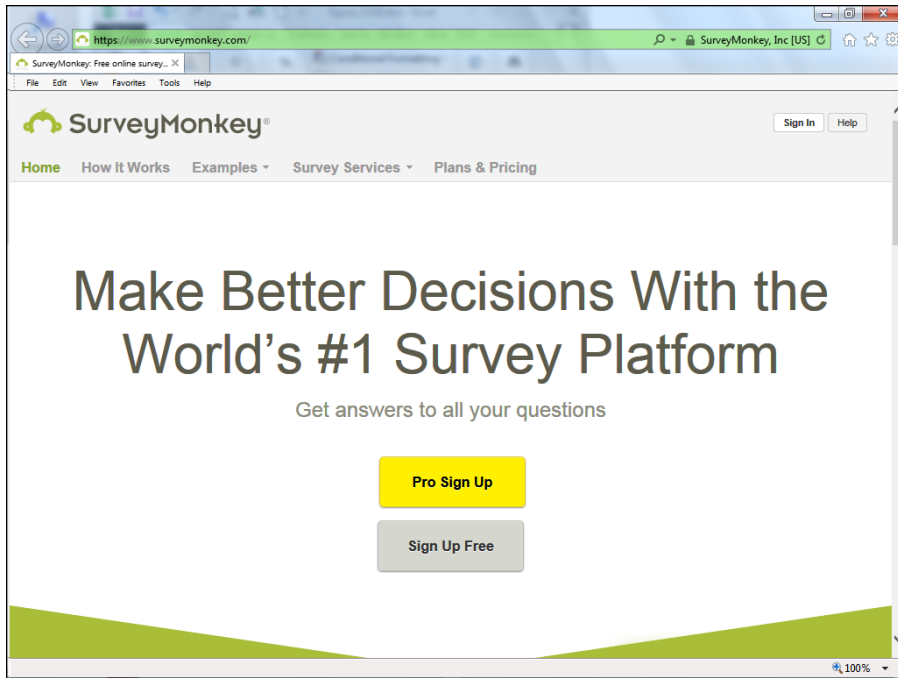 https://www.surveymonkey.com/
SurveyMonkey, Inc [US]
SurveyMonkey: Free online survey...
File Edit View Favorites Tools Help
SurveyMonkey®
Sign In Help
Home How It Works Examples Survey Services Plans & Pricing
Make Better Decisions With the
World's #1 Survey Platform
Get answers to all your questions
Pro Sign Up
Sign Up Free
100%